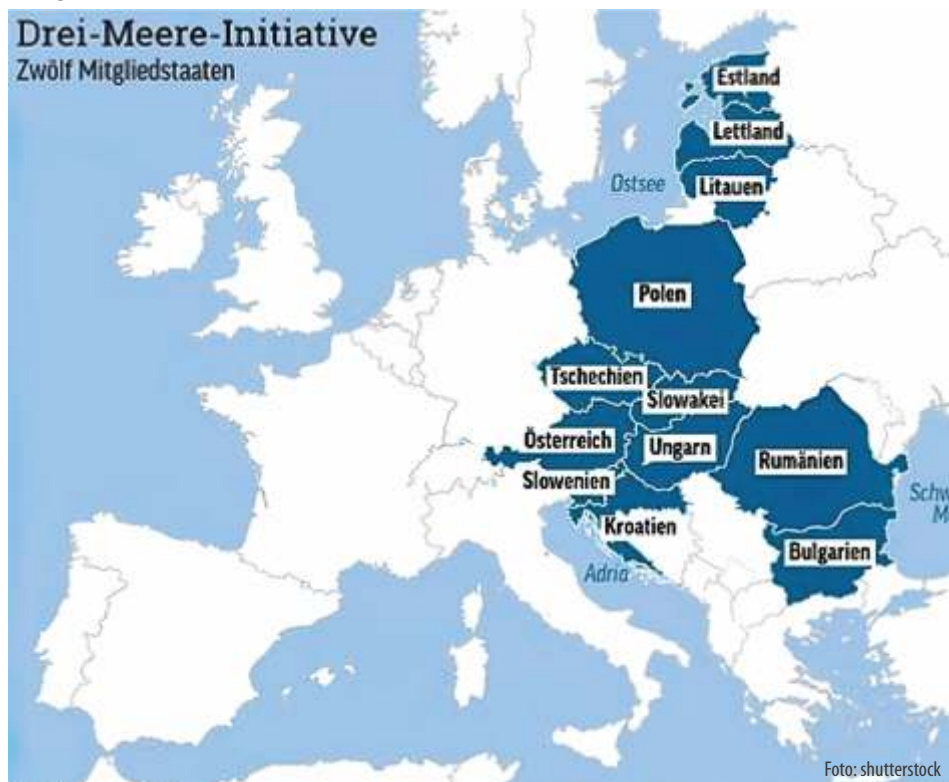 Drei-Meere-Initiative
Zwölf Mitgliedstaaten
Estland
Lettland
Ostsee
Litauen
Polen
Tschechien
Slowakei
Österreich
Ungarn
Rumänien
Slowenien
Schw
M
Kroatien
Bulgarien
Adria
Foto: shutterstock